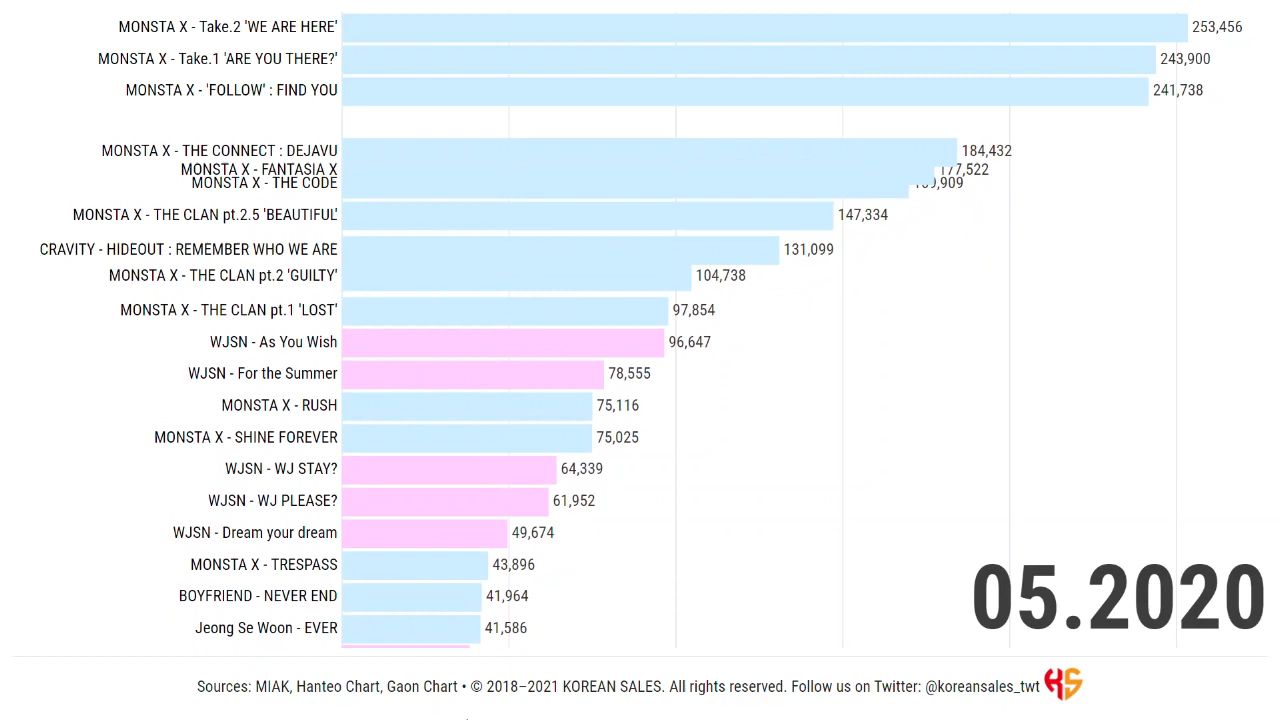 MONSTA X - Take.2 'WE ARE HERE' 253,456
MONSTA X - Take.1 'ARE YOU THERE?' 243,900
MONSTA X - 'FOLLOW' : FIND YOU 241,738
MONSTA X - THE CONNECT : DEJAVU 184,432
MONSTA X - FANTASIA X 177,522
MONSTA X - THE CODE
MONSTA X - THE CLAN pt.2.5 'BEAUTIFUL' 147,334
CRAVITY - HIDEOUT : REMEMBER WHO WE ARE 131,099
MONSTA X - THE CLAN pt.2 'GUILTY' 104,738
MONSTA X - THE CLAN pt.1 'LOST' 97,854
WJSN - As You Wish 96,647
WJSN - For the Summer 78,555
MONSTA X - RUSH 75,116
MONSTA X - SHINE FOREVER 75,025
WJSN - WJ STAY? 64,339
WJSN - WJ PLEASE? 61,952
WJSN - Dream your dream 49,674
MONSTA X - TRESPASS 43,896
BOYFRIEND - NEVER END 41,964
Jeong Se Woon - EVER 41,586
05.2020
Sources: MIAK, Hanteo Chart, Gaon Chart • © 2018–2021 KOREAN SALES. All rights reserved. Follow us on Twitter: @koreansales_twt KS